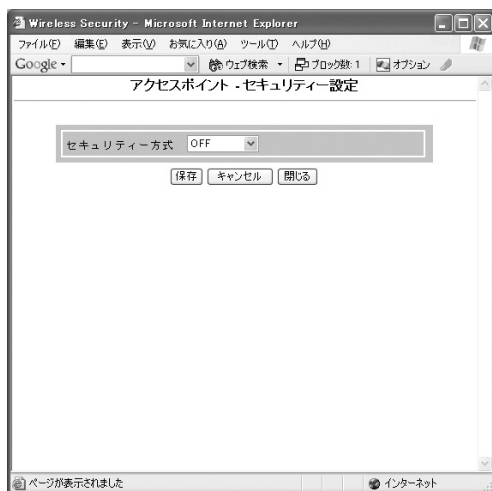 Wireless Security - Microsoft Internet Explorer
ファイル(F) 編集(E) 表示(V) お気に入り(A) ツール(T) ヘルプ(H)
Google ウェブ検索 ブロック数: 1 オプション
アクセスポイント - セキュリティー設定
セキュリティー方式 OFF
保存 キャンセル 閉じる
ページが表示されました インターネット